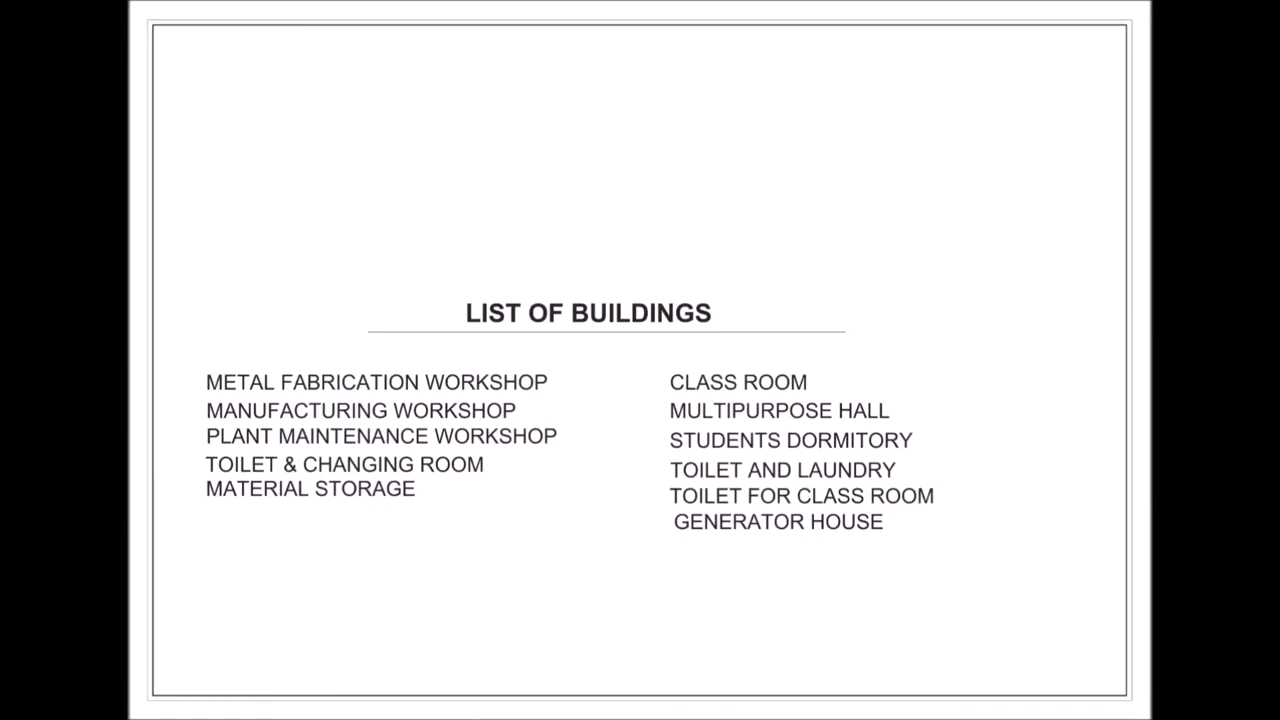 LIST OF BUILDINGS
METAL FABRICATION WORKSHOP
MANUFACTURING WORKSHOP
PLANT MAINTENANCE WORKSHOP
TOILET & CHANGING ROOM
MATERIAL STORAGE
CLASS ROOM
MULTIPURPOSE HALL
STUDENTS DORMITORY
TOILET AND LAUNDRY
TOILET FOR CLASS ROOM
GENERATOR HOUSE